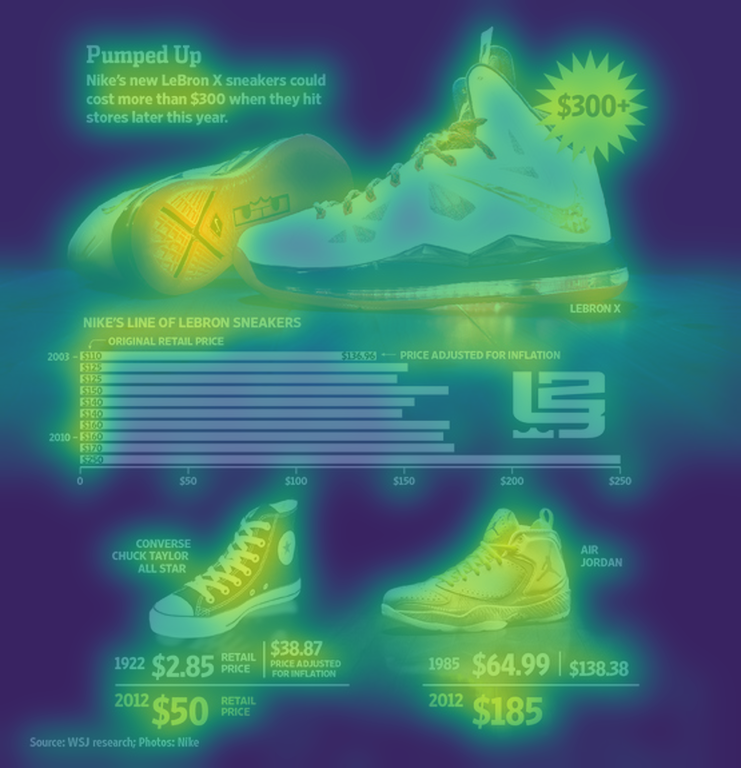 Pumped Up
Nike's new LeBron X sneakers could
cost more than $300 when they hit
stores later this year.
$300+
LEBRON X
NIKE'S LINE OF LEBRON SNEAKERS
ORIGINAL RETAIL PRICE
2003 $110 $136.96 PRICE ADJUSTED FOR INFLATION
$125
$125
$150
$140
$140
$160
2010 $160
$170
$250
0 $50 $100 $150 $200 $250
CONVERSE
CHUCK TAYLOR
ALL STAR
AIR
JORDAN
1922 $2.85 RETAIL PRICE $38.87 PRICE ADJUSTED FOR INFLATION
2012 $50 RETAIL PRICE
1985 $64.99 $138.38
2012 $185
Source: WSJ research; Photos: Nike